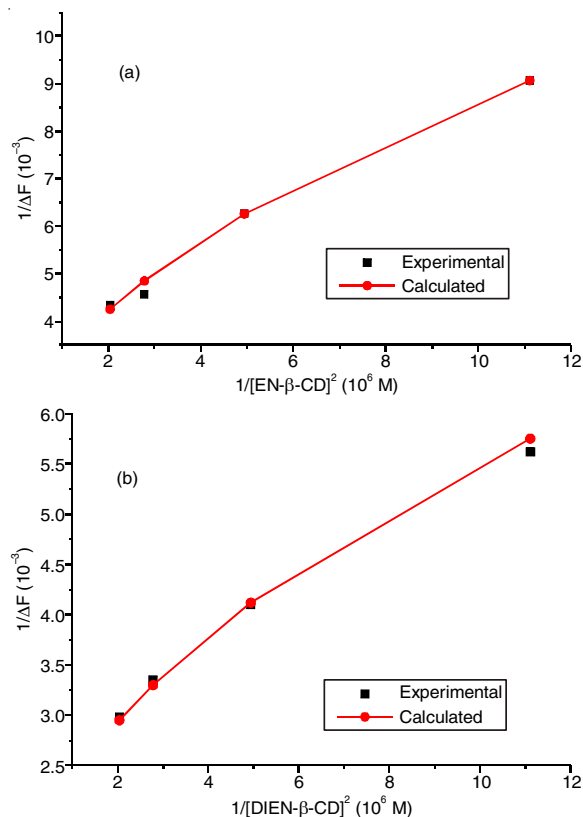 (a)
1/ΔF (10⁻³)
10
9
8
7
6
5
4
Experimental
Calculated
2 4 6 8 10 12
1/[EN-β-CD]² (10⁶ M)
(b)
1/ΔF (10⁻³)
6.0
5.5
5.0
4.5
4.0
3.5
3.0
2.5
Experimental
Calculated
2 4 6 8 10 12
1/[DIEN-β-CD]² (10⁶ M)